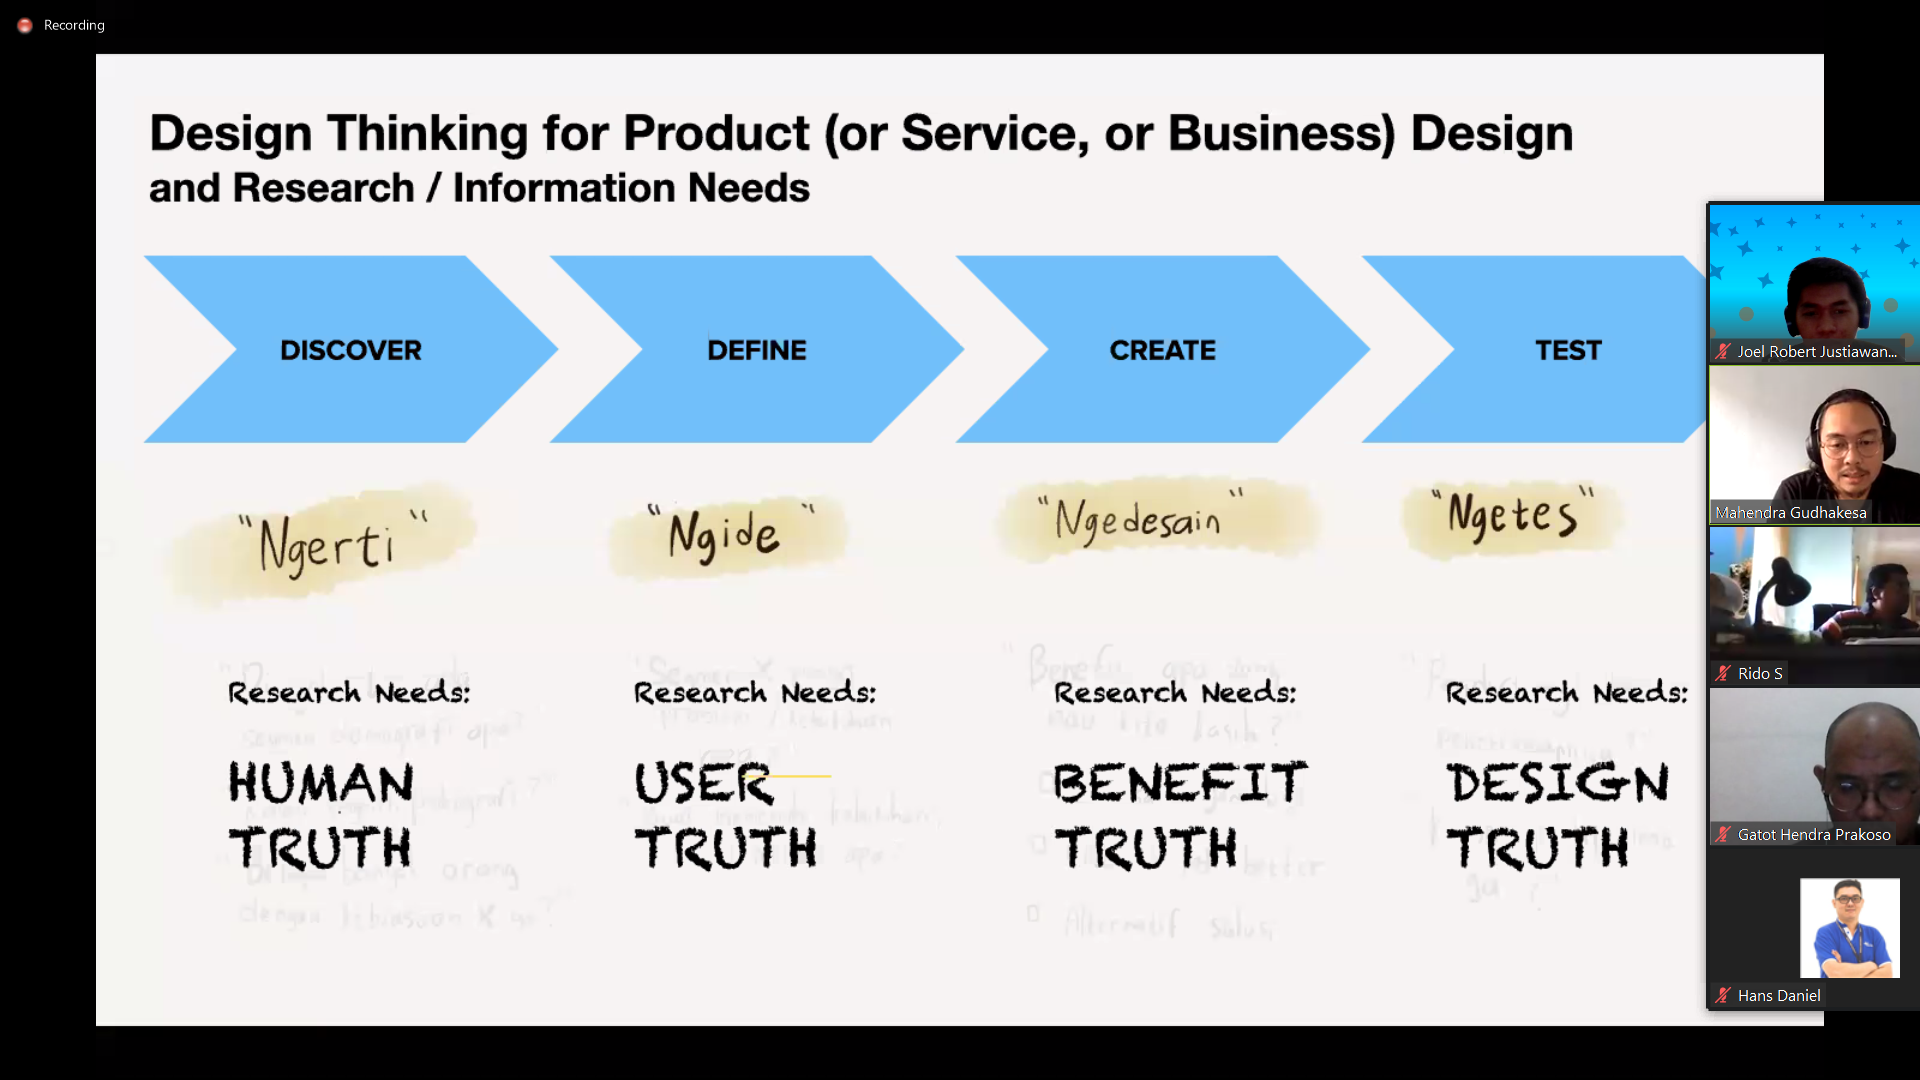 Recording
Design Thinking for Product (or Service, or Business) Design
and Research / Information Needs
DISCOVER
DEFINE
CREATE
TEST
"Ngerti"
"Ngide"
"Ngedesain"
"Ngetes"
Research Needs:
HUMAN
TRUTH
Research Needs:
USER
TRUTH
Research Needs:
BENEFIT
TRUTH
Alternatif solusi
Research Needs:
DESIGN
TRUTH
Joel Robert Justiawan...
Mahendra Gudhakesa
Rido S
Gatot Hendra Prakoso
Hans Daniel